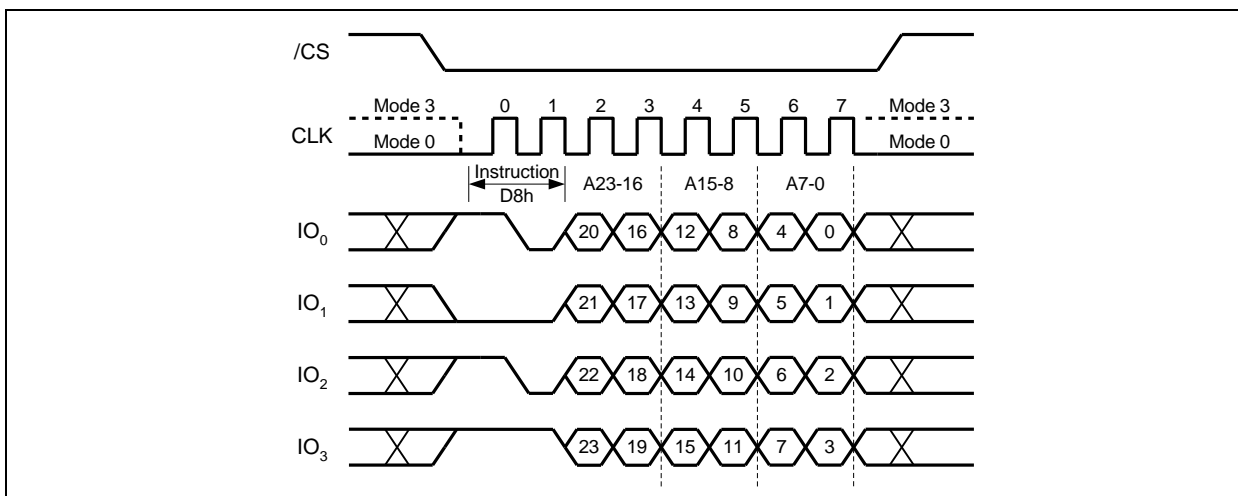 /CS
Mode 3 0 1 2 3 4 5 6 7 Mode 3
CLK
Mode 0 Mode 0
Instruction
D8h A23-16 A15-8 A7-0
IO0 20 16 12 8 4 0
IO1 21 17 13 9 5 1
IO2 22 18 14 10 6 2
IO3 23 19 15 11 7 3